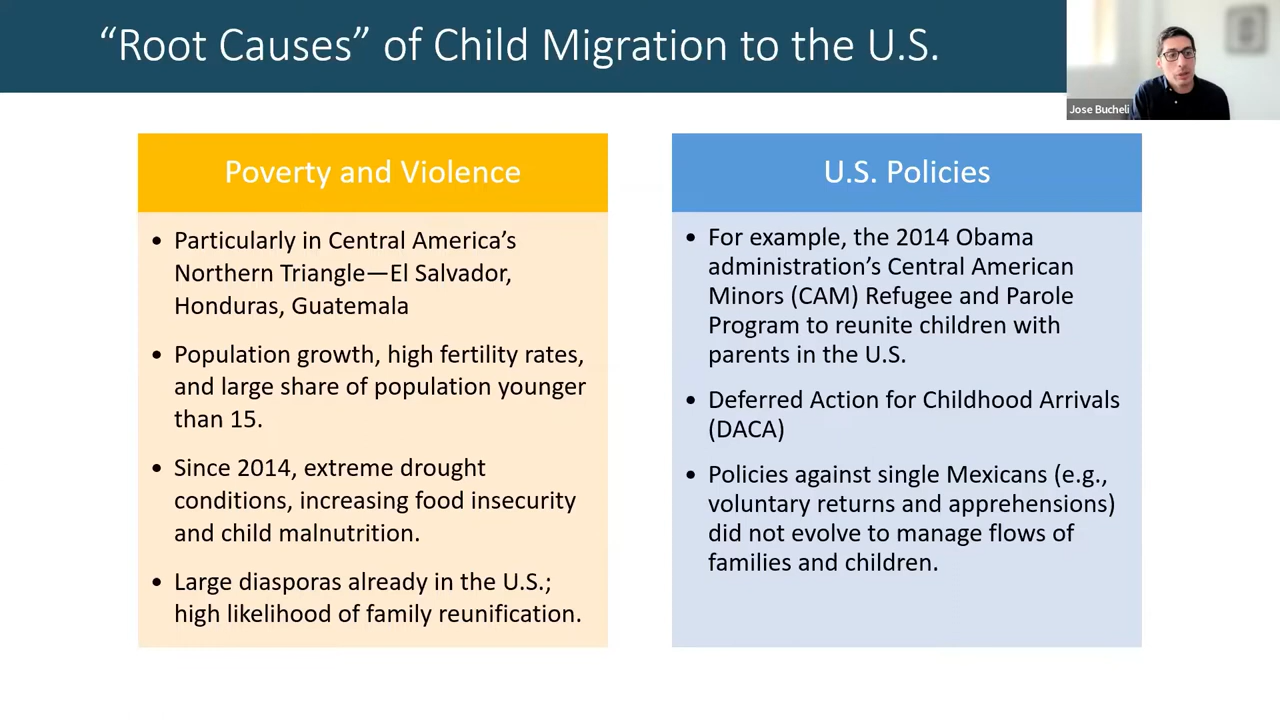 “Root Causes” of Child Migration to the U.S.
Jose Bucheli
Poverty and Violence
• Particularly in Central America’s
Northern Triangle—El Salvador,
Honduras, Guatemala
• Population growth, high fertility rates,
and large share of population younger
than 15.
• Since 2014, extreme drought
conditions, increasing food insecurity
and child malnutrition.
• Large diasporas already in the U.S.;
high likelihood of family reunification.
U.S. Policies
• For example, the 2014 Obama
administration’s Central American
Minors (CAM) Refugee and Parole
Program to reunite children with
parents in the U.S.
• Deferred Action for Childhood Arrivals
(DACA)
• Policies against single Mexicans (e.g.,
voluntary returns and apprehensions)
did not evolve to manage flows of
families and children.